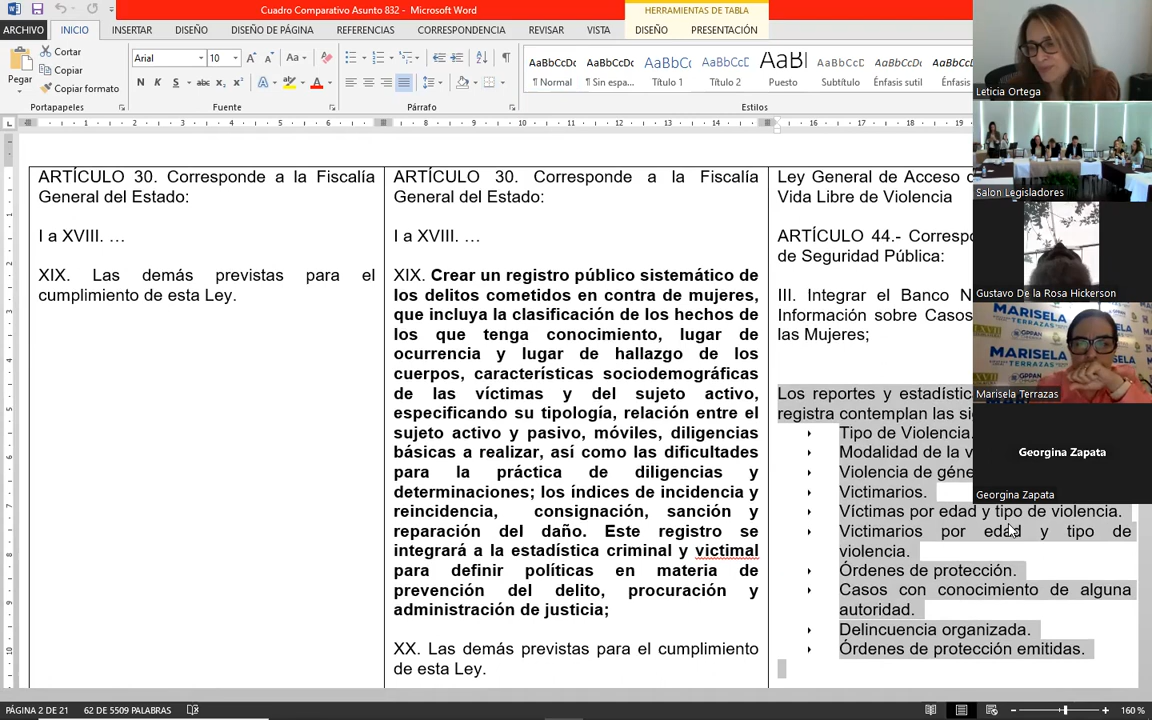 Cuadro Comparativo Asunto 832 - Microsoft Word
HERRAMIENTAS DE TABLA
ARCHIVO
INICIO
INSERTAR
DISEÑO
DISEÑO DE PÁGINA
REFERENCIAS
CORRESPONDENCIA
REVISAR
VISTA
DISEÑO
PRESENTACIÓN
Pegar
Cortar
Copiar
Copiar formato
Portapapeles
Arial
10
Fuente
Párrafo
¶ Normal
¶ Sin espa...
Título 1
Título 2
Puesto
Subtítulo
Énfasis sutil
Énfasis
Estilos
ARTÍCULO 30. Corresponde a la Fiscalía
General del Estado:
I a XVIII. …
XIX. Las demás previstas para el
cumplimiento de esta Ley.
ARTÍCULO 30. Corresponde a la Fiscalía
General del Estado:
I a XVIII. …
XIX. Crear un registro público sistemático de
los delitos cometidos en contra de mujeres,
que incluya la clasificación de los hechos de
los que tenga conocimiento, lugar de
ocurrencia y lugar de hallazgo de los
cuerpos, características sociodemográficas
de las víctimas y del sujeto activo,
especificando su tipología, relación entre el
sujeto activo y pasivo, móviles, diligencias
básicas a realizar, así como las dificultades
para la práctica de diligencias y
determinaciones; los índices de incidencia y
reincidencia, consignación, sanción y
reparación del daño. Este registro se
integrará a la estadística criminal y victimal
para definir políticas en materia de
prevención del delito, procuración y
administración de justicia;
XX. Las demás previstas para el cumplimiento
de esta Ley.
Ley General de Acceso
Vida Libre de Violencia
ARTÍCULO 44.- Corresp
de Seguridad Pública:
III. Integrar el Banco N
Información sobre Casos
las Mujeres;
Los reportes y estadístic
registra contemplan las
Tipo de Violencia.
Modalidad de la v
Violencia de géne
Victimarios.
Víctimas por edad y tipo de violencia.
Victimarios por edad y tipo de
violencia.
Órdenes de protección.
Casos con conocimiento de alguna
autoridad.
Delincuencia organizada.
Órdenes de protección emitidas.
Leticia Ortega
Salon Legisladores
Gustavo De la Rosa Hickerson
MARISELA
TERRAZAS
Marisela Terrazas
Georgina Zapata
Georgina Zapata
PÁGINA 2 DE 21
62 DE 5509 PALABRAS
160 %